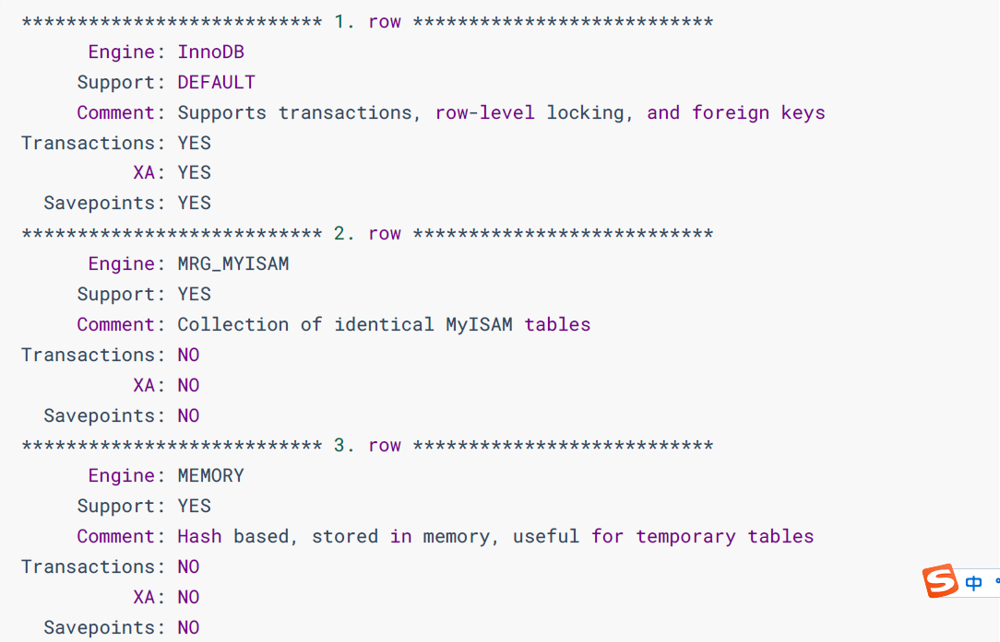 *************************** 1. row ***************************
      Engine: InnoDB
     Support: DEFAULT
     Comment: Supports transactions, row-level locking, and foreign keys
Transactions: YES
          XA: YES
  Savepoints: YES
*************************** 2. row ***************************
      Engine: MRG_MYISAM
     Support: YES
     Comment: Collection of identical MyISAM tables
Transactions: NO
          XA: NO
  Savepoints: NO
*************************** 3. row ***************************
      Engine: MEMORY
     Support: YES
     Comment: Hash based, stored in memory, useful for temporary tables
Transactions: NO
          XA: NO
  Savepoints: NO
S 中